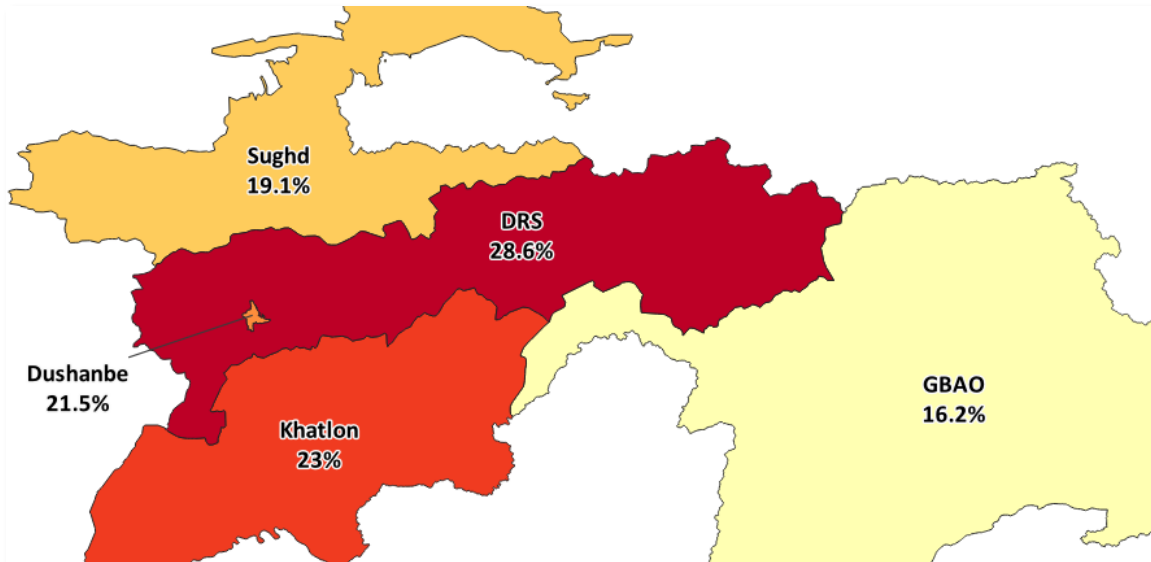 Sughd
19.1%
DRS
28.6%
Dushanbe
21.5%
Khatlon
23%
GBAO
16.2%